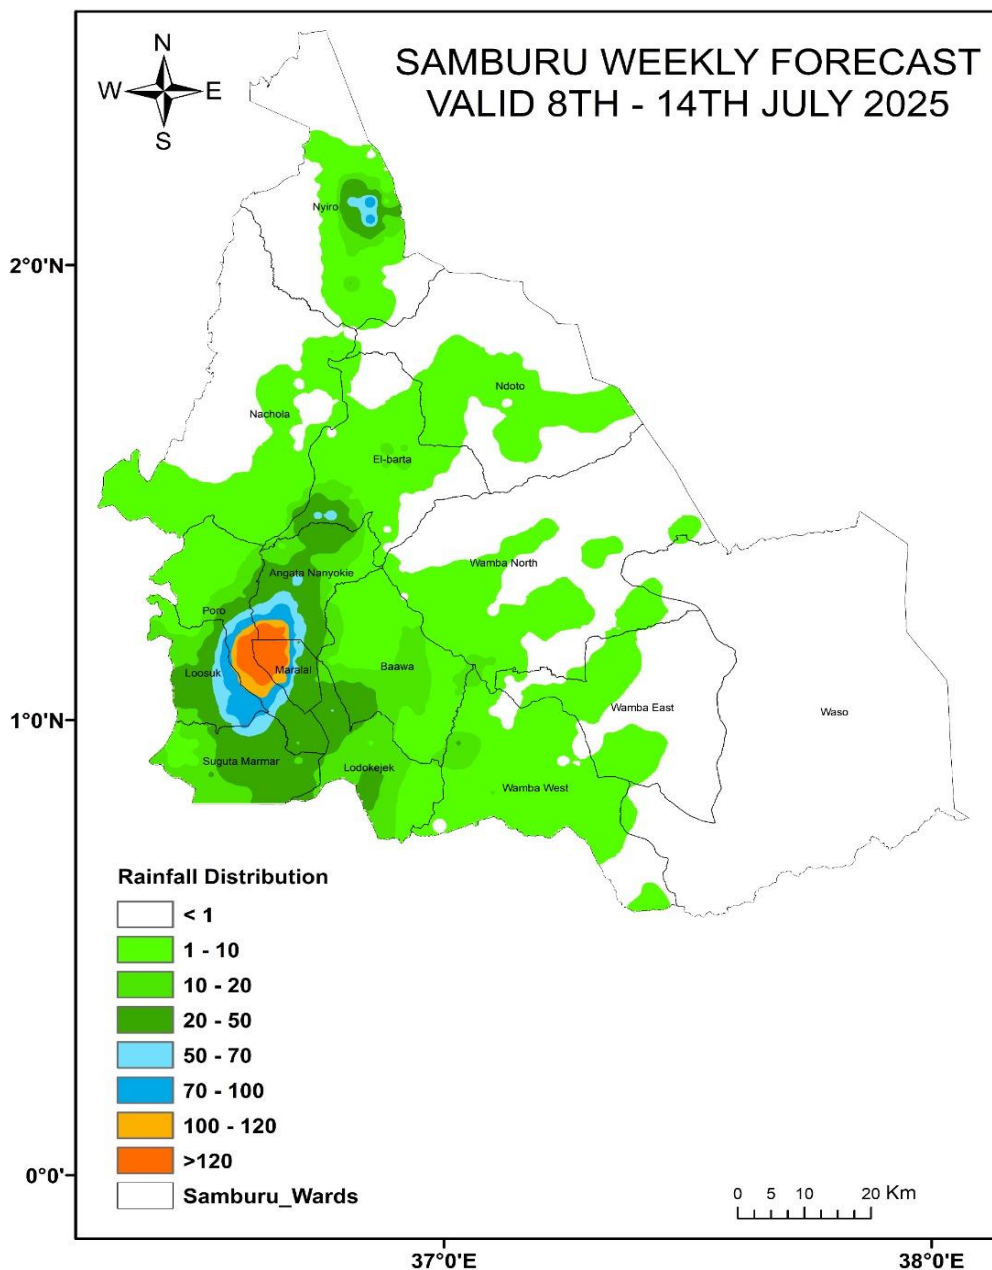 N
W E
S
SAMBURU WEEKLY FORECAST
VALID 8TH - 14TH JULY 2025
Nyiro
2°0'N
Ndoto
Nachola
El-barta
Wamba North
Angata Nanyokie
Poro
Baawa
Loosuk
Maralal
Wamba East
Waso
1°0'N
Suguta Marmar
Lodokejek
Wamba West
Rainfall Distribution
< 1
1 - 10
10 - 20
20 - 50
50 - 70
70 - 100
100 - 120
>120
Samburu_Wards
0°0'
0 5 10 20 Km
37°0'E
38°0'E